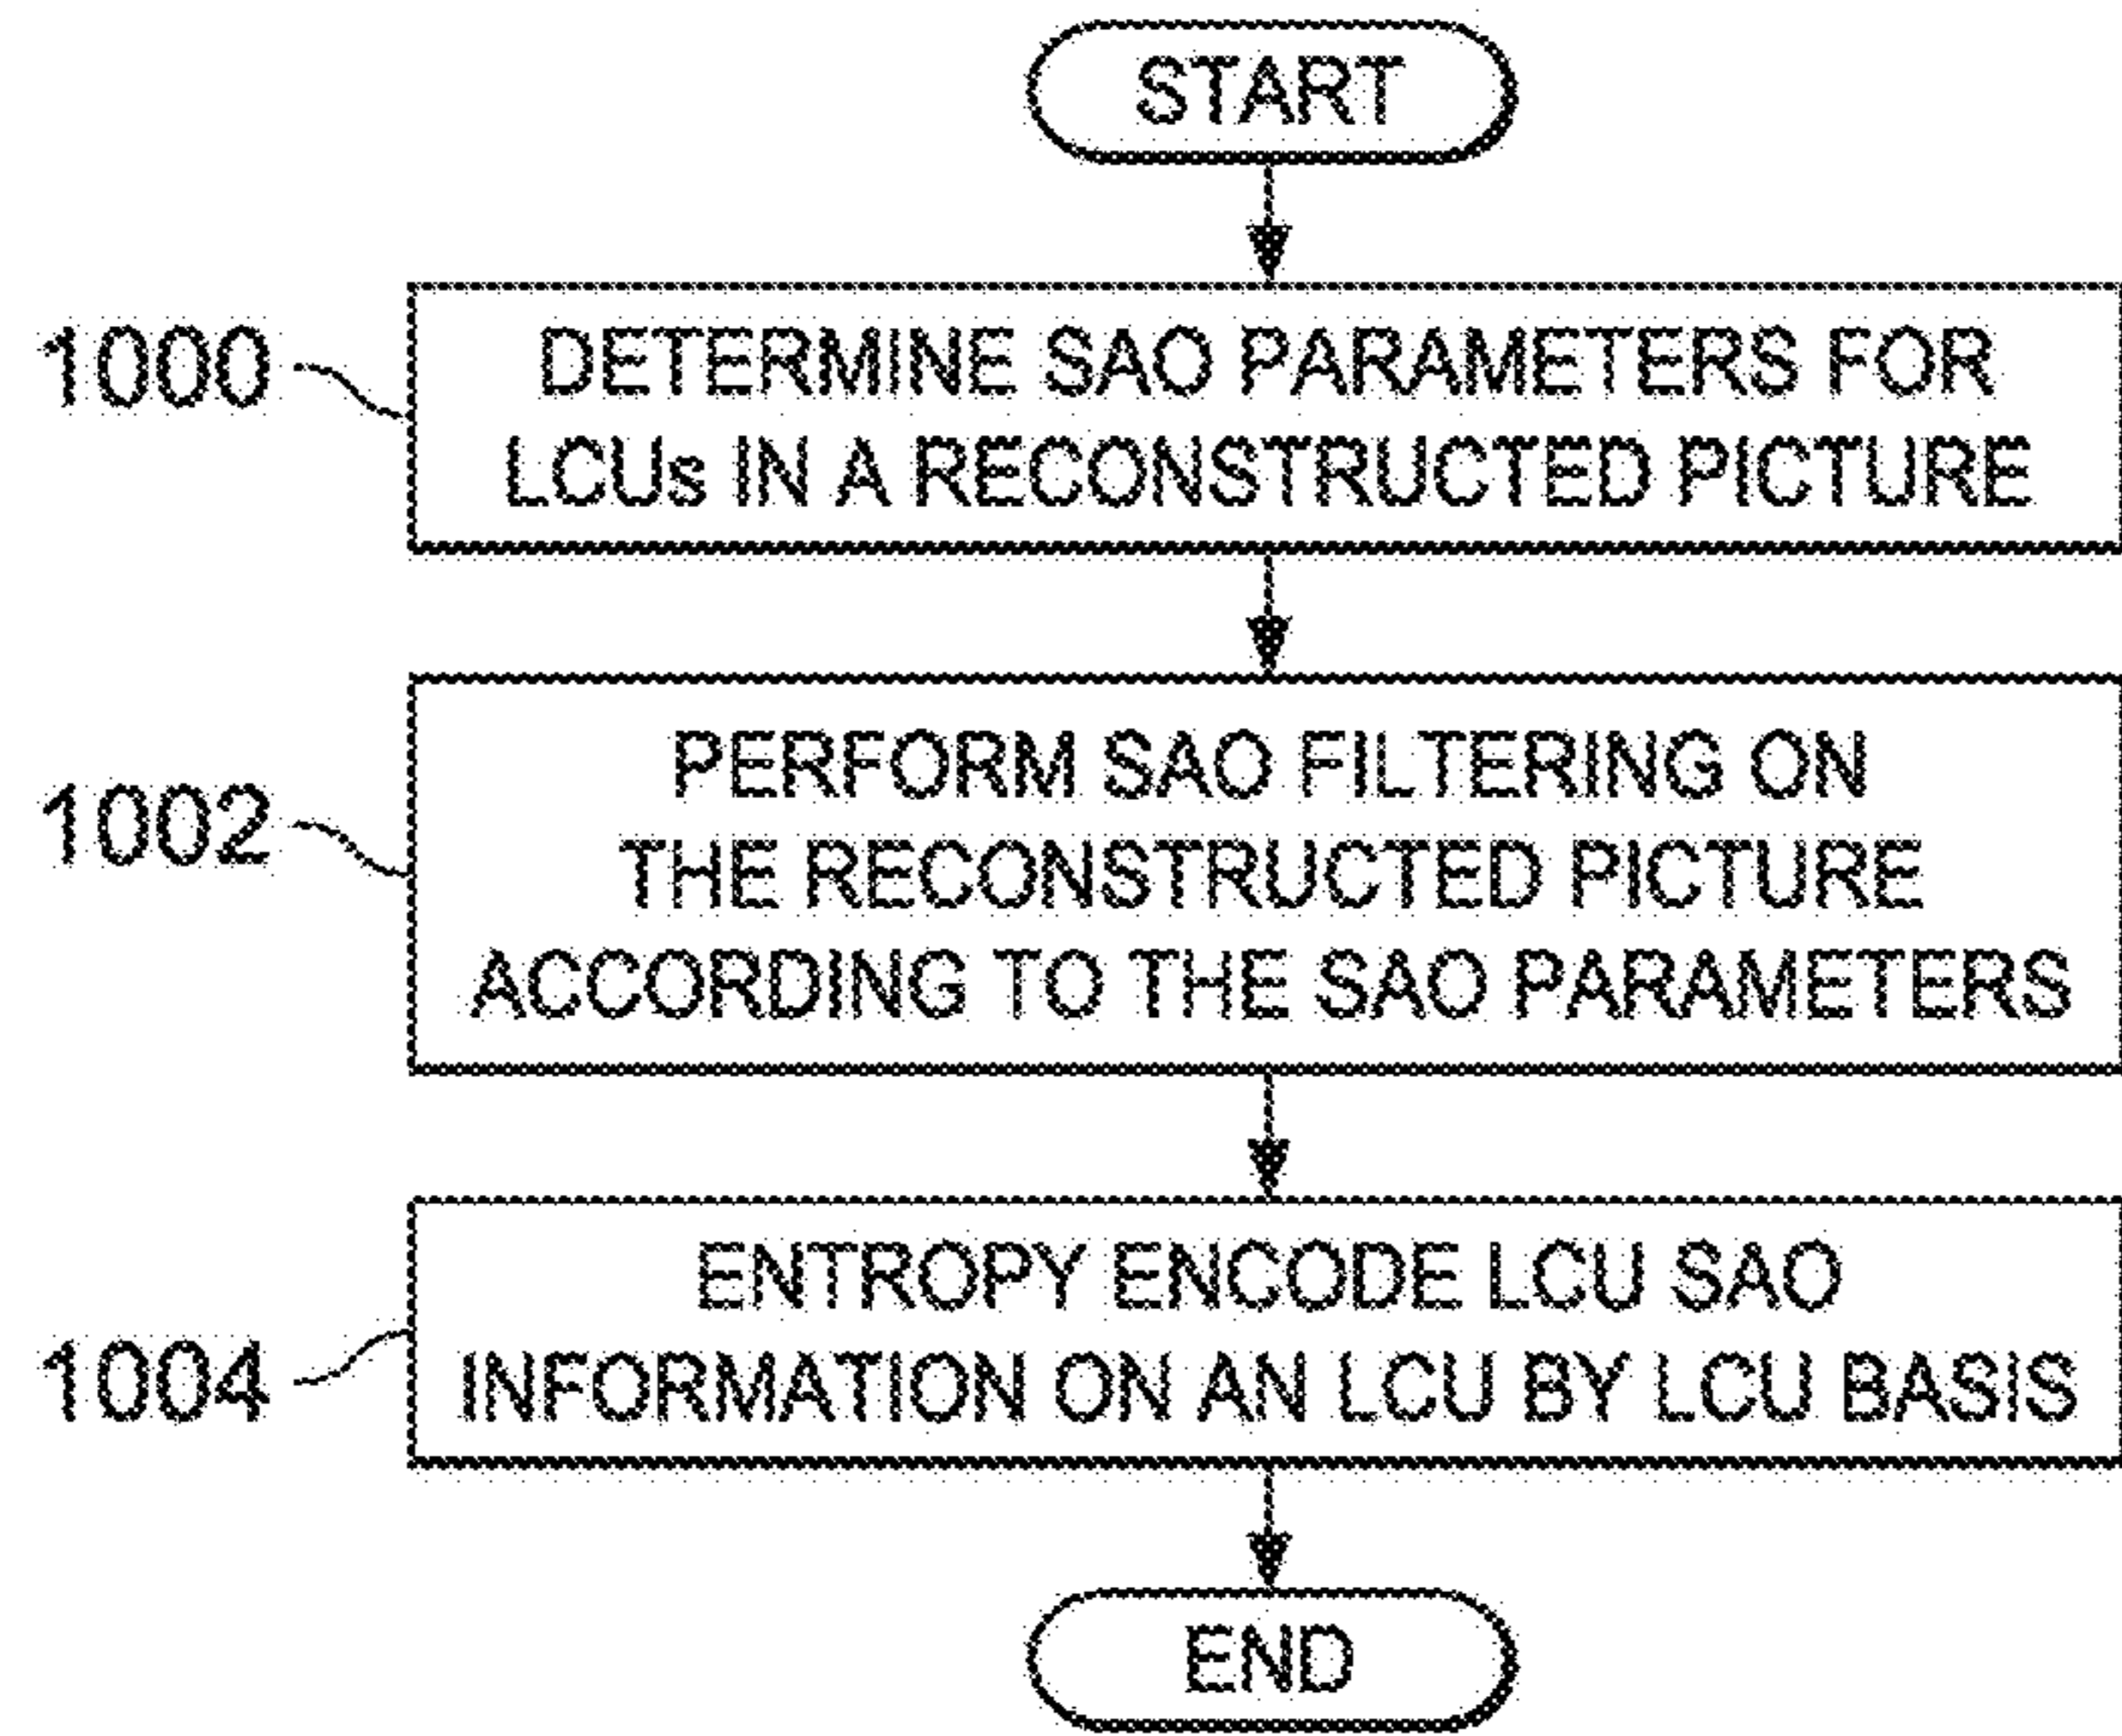 START
1000
DETERMINE SAO PARAMETERS FOR
LCUs IN A RECONSTRUCTED PICTURE
1002
PERFORM SAO FILTERING ON
THE RECONSTRUCTED PICTURE
ACCORDING TO THE SAO PARAMETERS
1004
ENTROPY ENCODE LCU SAO
INFORMATION ON AN LCU BY LCU BASIS
END